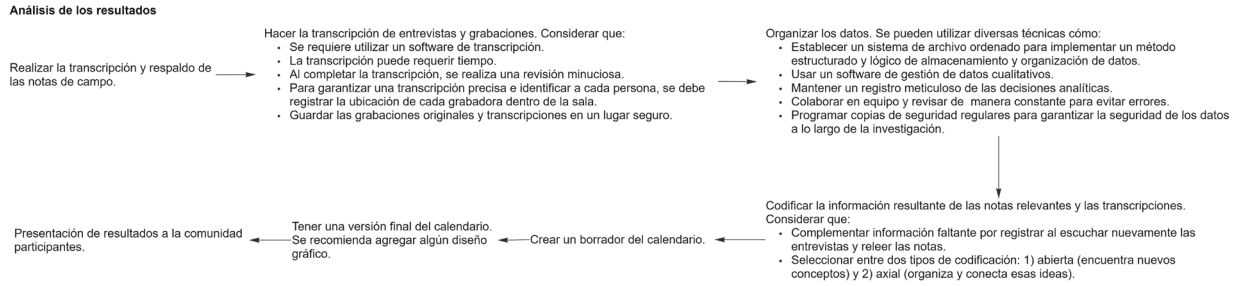 Análisis de los resultados
Realizar la transcripción y respaldo de
las notas de campo.
Hacer la transcripción de entrevistas y grabaciones. Considerar que:
• Se requiere utilizar un software de transcripción.
• La transcripción puede requerir tiempo.
• Al completar la transcripción, se realiza una revisión minuciosa.
• Para garantizar una transcripción precisa e identificar a cada persona, se debe
registrar la ubicación de cada grabadora dentro de la sala.
• Guardar las grabaciones originales y transcripciones en un lugar seguro.
Organizar los datos. Se pueden utilizar diversas técnicas cómo:
• Establecer un sistema de archivo ordenado para implementar un método
estructurado y lógico de almacenamiento y organización de datos.
• Usar un software de gestión de datos cualitativos.
• Mantener un registro meticuloso de las decisiones analíticas.
• Colaborar en equipo y revisar de manera constante para evitar errores.
• Programar copias de seguridad regulares para garantizar la seguridad de los datos
a lo largo de la investigación.
Codificar la información resultante de las notas relevantes y las transcripciones.
Considerar que:
• Complementar información faltante por registrar al escuchar nuevamente las
entrevistas y releer las notas.
• Seleccionar entre dos tipos de codificación: 1) abierta (encuentra nuevos
conceptos) y 2) axial (organiza y conecta esas ideas).
Crear un borrador del calendario.
Tener una versión final del calendario.
Se recomienda agregar algún diseño
gráfico.
Presentación de resultados a la comunidad
participantes.